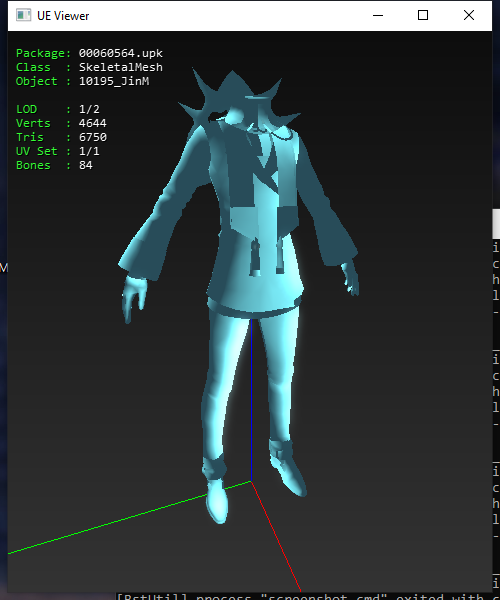 UE Viewer
Package: 00060564.upk
Class : SkeletalMesh
Object : 10195_JinM
LOD : 1/2
Verts : 4644
Tris : 6750
UV Set : 1/1
Bones : 84
M
i
c
h
l
-
i
c
h
l
-
i
c
h
l
-
i
[BstUtil] process "screenshot.cmd" exited with c